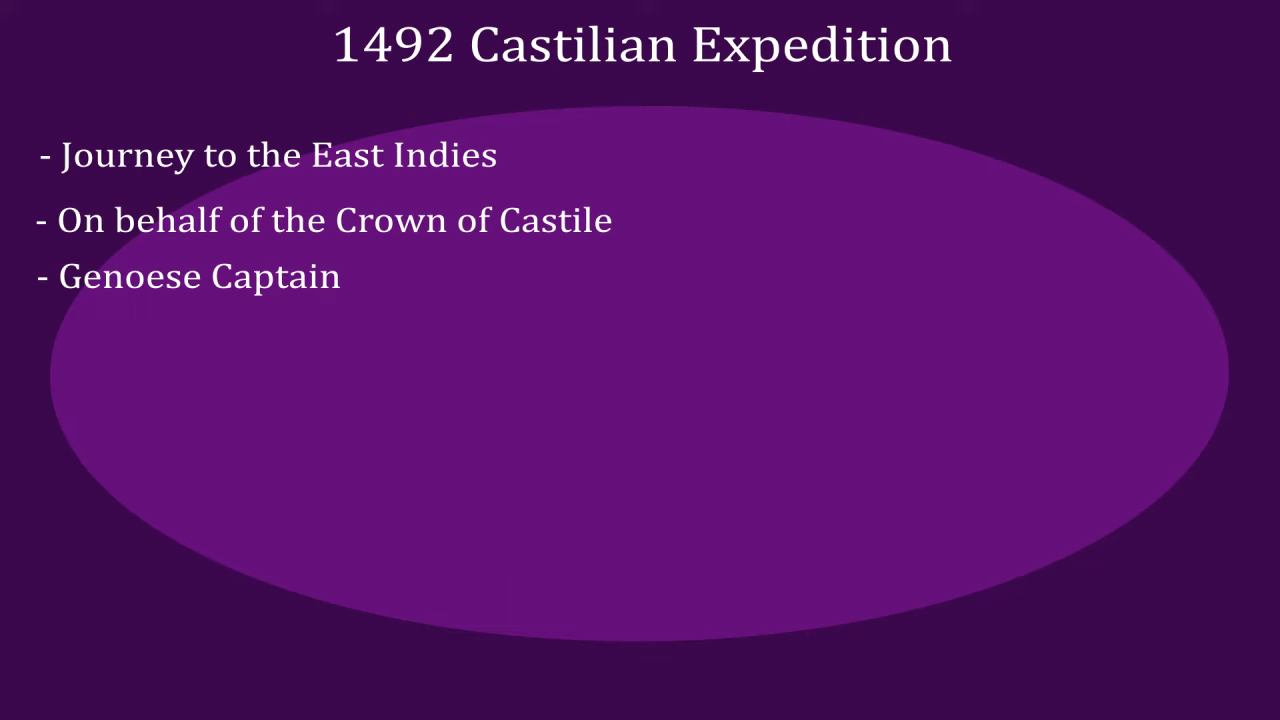 1492 Castilian Expedition
- Journey to the East Indies
- On behalf of the Crown of Castile
- Genoese Captain